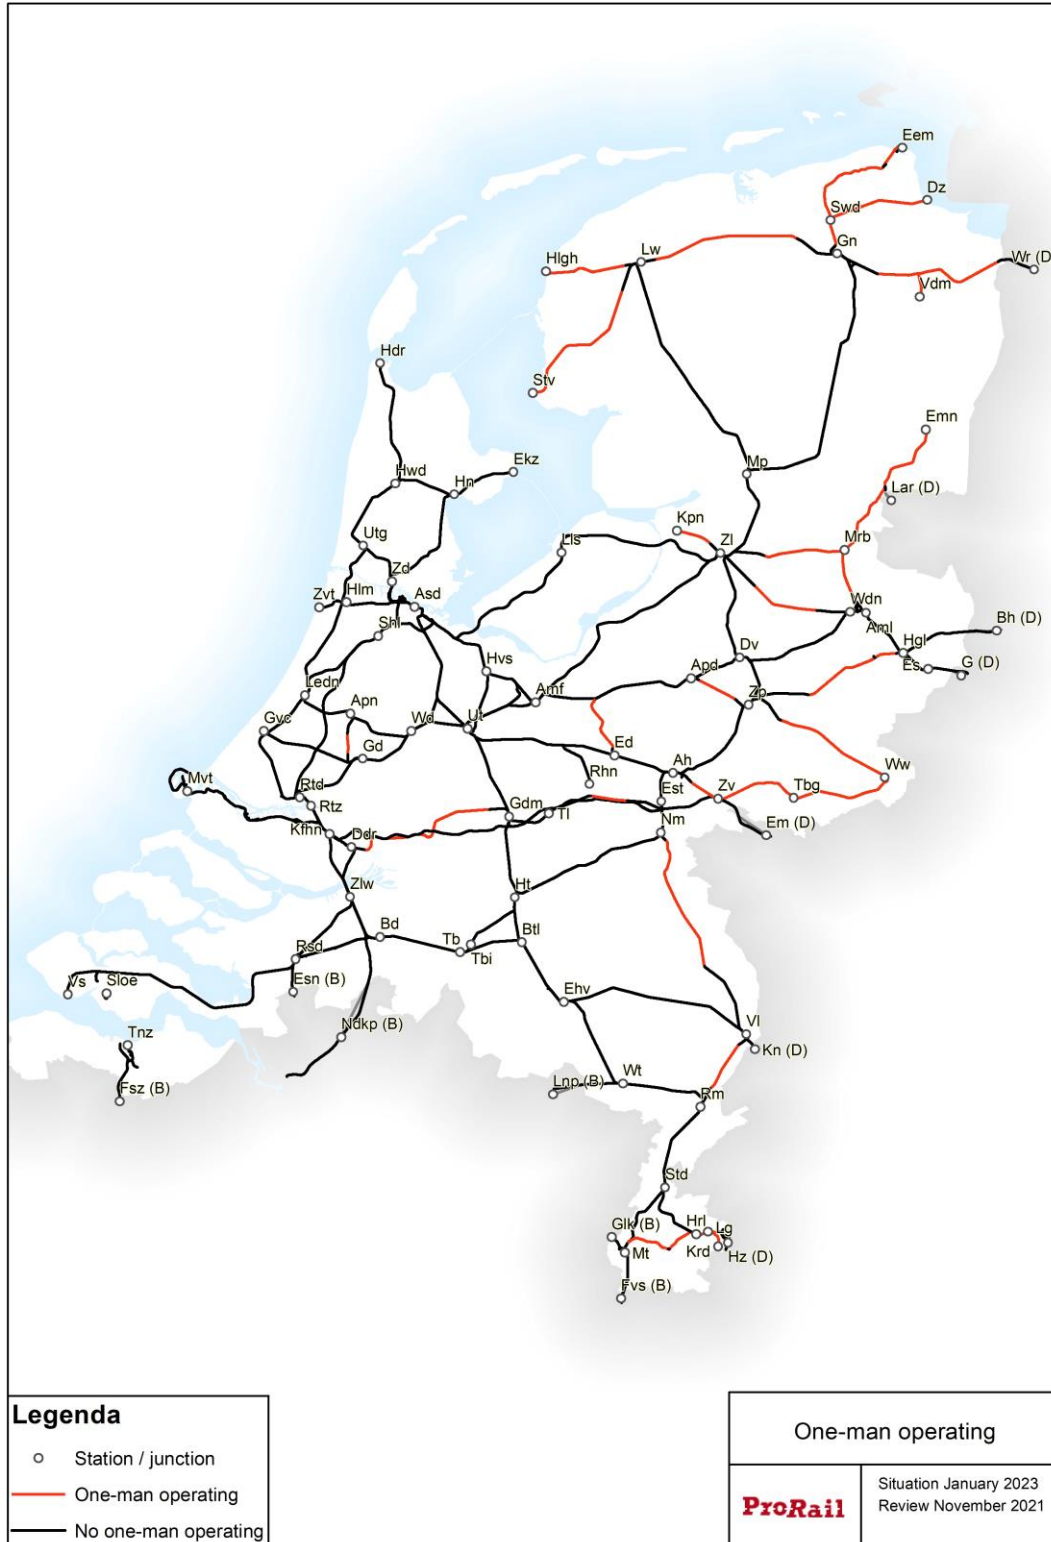 Eem
Dz
Swd
Gn
Lw
Hlgh
Wr (D
Vdm
Hdr
Stv
Emn
Ekz
Mp
Hwd
Hn
Lar (D)
Kpn
Utg
Lls
Zl
Mrb
Zd
Zvt
Hlm
Asd
Wdn
Aml
Bh (D)
Shl
Hgl
Dv
Hvs
Es
G (D)
Ledn
Apd
Amf
Apn
Zp
Gvc
Wd
Ut
Gd
Ed
Ah
Mvt
Rhn
Ww
Rtd
Est
Zv
Tbg
Rtz
Gdm
Tl
Kfhn
Ddr
Nm
Em (D)
Zlw
Ht
Bd
Tb
Btl
Rsd
Tbi
Vs
Sloe
Esn (B)
Ehv
Tnz
Ndkp (B)
Vl
Kn (D)
Fsz (B)
Lnp (B)
Wt
Rm
Std
Glk (B)
Hrl
Lg
Mt
Krd
Hz (D)
Fvs (B)
Legenda
Station / junction
One-man operating
No one-man operating
One-man operating
ProRail
Situation January 2023
Review November 2021